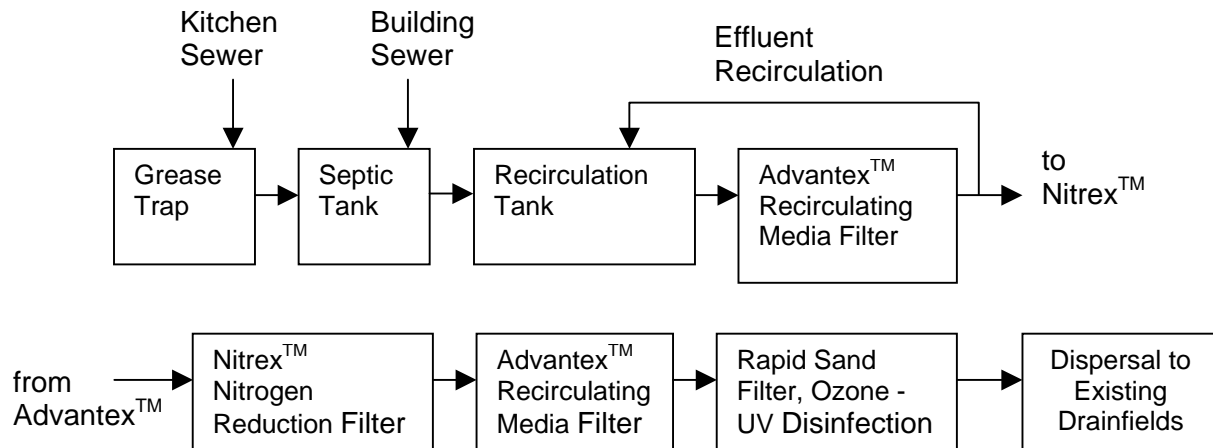 Kitchen
Sewer
Building
Sewer
Effluent
Recirculation
Grease
Trap
Septic
Tank
Recirculation
Tank
Advantex™
Recirculating
Media Filter
to
Nitrex™
from
Advantex™
Nitrex™
Nitrogen
Reduction Filter
Advantex™
Recirculating
Media Filter
Rapid Sand
Filter, Ozone -
UV Disinfection
Dispersal to
Existing
Drainfields